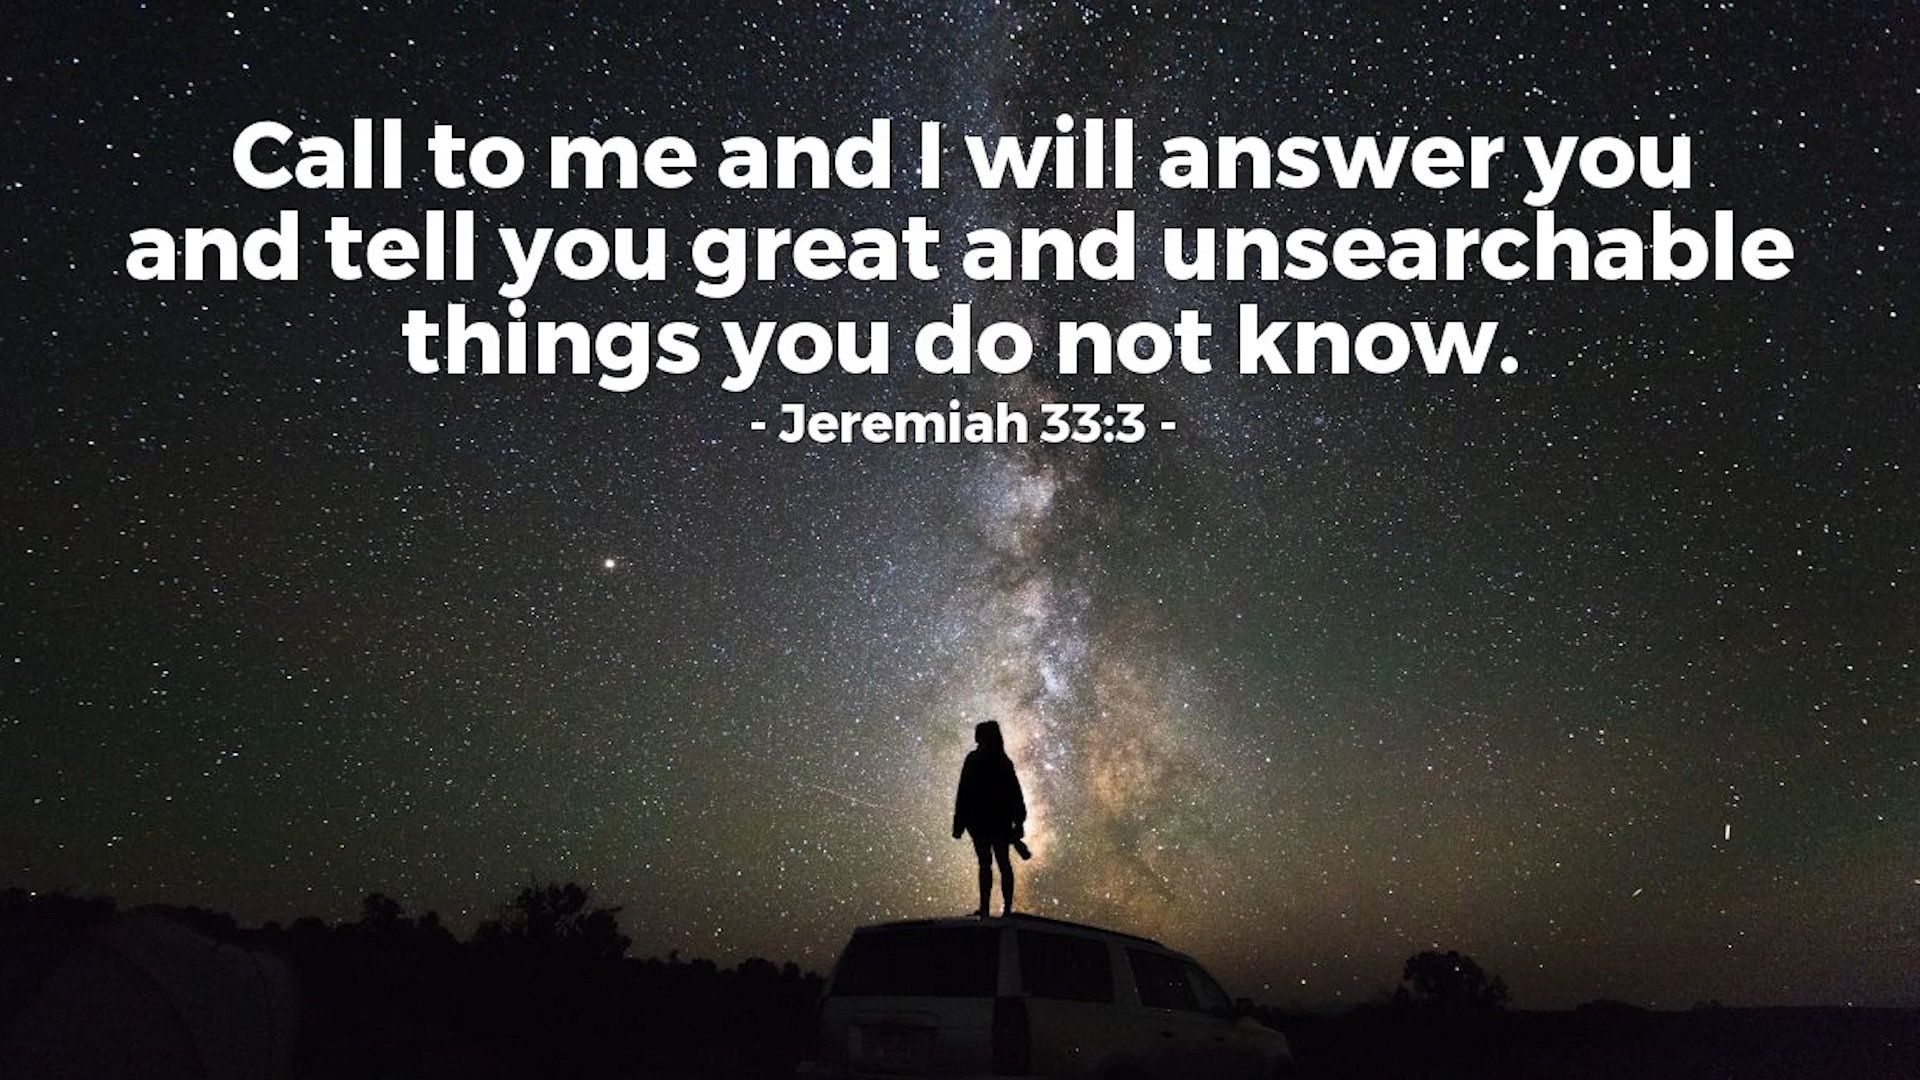 Call to me and I will answer you
and tell you great and unsearchable
things you do not know.
- Jeremiah 33:3 -